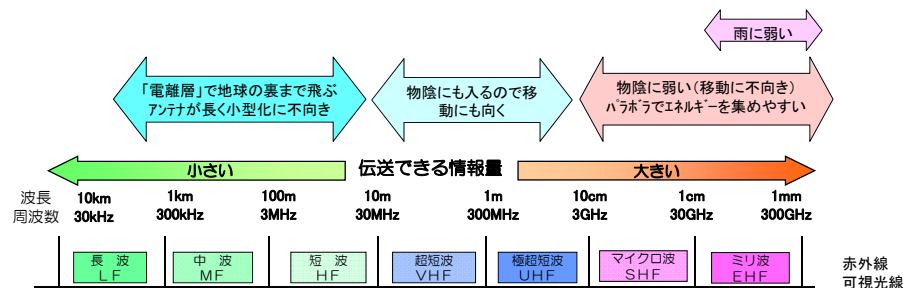 雨に弱い
「電離層」で地球の裏まで飛ぶ
アンテナが長く小型化に不向き
物陰にも入るので移
動にも向く
物陰に弱い(移動に不向き)
パラボラでエネルギーを集めやすい
小さい 伝送できる情報量 大きい
波長 10km 1km 100m 10m 1m 10cm 1cm 1mm
周波数 30kHz 300kHz 3MHz 30MHz 300MHz 3GHz 30GHz 300GHz
長 波 中 波 短 波 超短波 極超短波 マイクロ波 ミリ波 赤外線
LF MF HF VHF UHF SHF EHF 可視光線